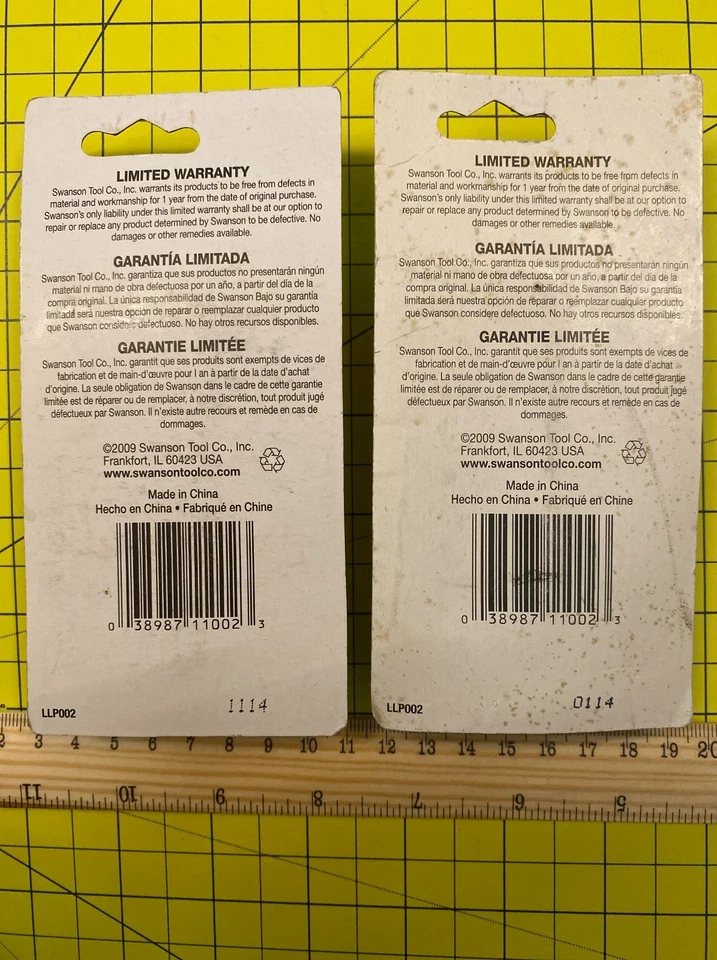 LIMITED WARRANTY
Swanson Tool Co., Inc. warrants its products to be free from defects in
material and workmanship for 1 year from the date of original purchase.
Swanson's only liability under this limited warranty shall be at our option to
repair or replace any product determined by Swanson to be defective. No
damages or other remedies available.
GARANTÍA LIMITADA
Swanson Tool Co., Inc. garantiza que sus productos no presentarán ningún
material ni mano de obra defectuosa por un año, a partir del día de la
compra original. La única responsabilidad de Swanson Bajo su garantía
limitada será nuestra opción de reparar o reemplazar cualquier producto
que Swanson considere defectuoso. No hay otros recursos disponibles.
GARANTIE LIMITÉE
Swanson Tool Co., Inc. garantit que ses produits sont exempts de vices de
fabrication et de main-d'œuvre pour l an à partir de la date d'achat
d'origine. La seule obligation de Swanson dans le cadre de cette garantie
limitée est de réparer ou de remplacer, à notre discrétion, tout produit jugé
défectueux par Swanson. Il n'existe autre recours et remède en cas de
dommages.
©2009 Swanson Tool Co., Inc.
Frankfort, IL 60423 USA
www.swansontoolco.com
Made in China
Hecho en China • Fabriqué en Chine
0 38987 11002 3
LLP002 1114
LIMITED WARRANTY
Swanson Tool Co., Inc. warrants its products to be free from defects in
material and workmanship for 1 year from the date of original purchase.
Swanson's only liability under this limited warranty shall be at our option to
repair or replace any product determined by Swanson to be defective. No
damages or other remedies available.
GARANTÍA LIMITADA
Swanson Tool Co., Inc. garantiza que sus productos no presentarán ningún
material ni mano de obra defectuosa por un año, a partir del día de la
compra original. La única responsabilidad de Swanson Bajo su garantía
limitada será nuestra opción de reparar o reemplazar cualquier producto
que Swanson considere defectuoso. No hay otros recursos disponibles.
GARANTIE LIMITÉE
Swanson Tool Co., Inc. garantit que ses produits sont exempts de vices de
fabrication et de main-d'œuvre pour l an à partir de la date d'achat
d'origine. La seule obligation de Swanson dans le cadre de cette garantie
limitée est de réparer ou de remplacer, à notre discrétion, tout produit jugé
défectueux par Swanson. Il n'existe autre recours et remède en cas de
dommages.
©2009 Swanson Tool Co., Inc.
Frankfort, IL 60423 USA
www.swansontoolco.com
Made in China
Hecho en China • Fabriqué en Chine
0 38987 11002 3
LLP002 0114
2 3 4 5 6 7 8 9 10 11 12 13 14 15 16 17 18 19 20
11 10 9 8 7 6 5